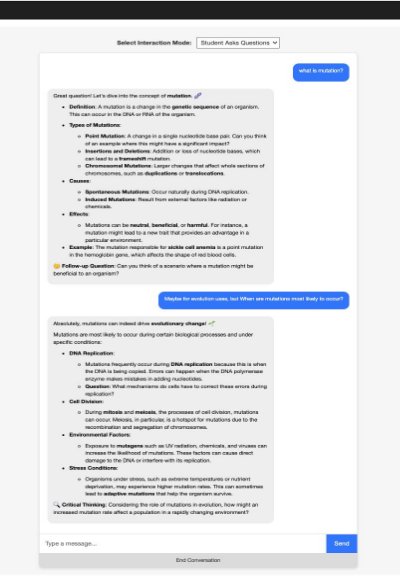 Select Interaction Mode: Student Asks Questions
what is mutation?
Great question! Let's dive into the concept of mutation. 🧬
• Definition: A mutation is a change in the genetic sequence of an organism.
This can occur in the DNA or RNA of the organism.
• Types of Mutations:
○ Point Mutation: A change in a single nucleotide base pair. Can you think
of an example where this might have a significant impact?
○ Insertions and Deletions: Addition or loss of nucleotide bases, which
can lead to a frameshift mutation.
○ Chromosomal Mutations: Larger changes that affect whole sections of
chromosomes, such as duplications or translocations.
• Causes:
○ Spontaneous Mutations: Occur naturally during DNA replication.
○ Induced Mutations: Result from external factors like radiation or
chemicals.
• Effects:
○ Mutations can be neutral, beneficial, or harmful. For instance, a
mutation might lead to a new trait that provides an advantage in a
particular environment.
• Example: The mutation responsible for sickle cell anemia is a point mutation
in the hemoglobin gene, which affects the shape of red blood cells.
🤔 Follow-up Question: Can you think of a scenario where a mutation might be
beneficial to an organism?
Maybe for evolution uses, but When are mutations most likely to occur?
Absolutely, mutations can indeed drive evolutionary change! 🌱
Mutations are most likely to occur during certain biological processes and under
specific conditions:
• DNA Replication:
○ Mutations frequently occur during DNA replication because this is when
the DNA is being copied. Errors can happen when the DNA polymerase
enzyme makes mistakes in adding nucleotides.
○ Question: What mechanisms do cells have to correct these errors during
replication?
• Cell Division:
○ During mitosis and meiosis, the processes of cell division, mutations
can occur. Meiosis, in particular, is a hotspot for mutations due to the
recombination and segregation of chromosomes.
• Environmental Factors:
○ Exposure to mutagens such as UV radiation, chemicals, and viruses can
increase the likelihood of mutations. These factors can cause direct
damage to the DNA or interfere with its replication.
• Stress Conditions:
○ Organisms under stress, such as extreme temperatures or nutrient
deprivation, may experience higher mutation rates. This can sometimes
lead to adaptive mutations that help the organism survive.
🔍 Critical Thinking: Considering the role of mutations in evolution, how might an
increased mutation rate affect a population in a rapidly changing environment?
Type a message...
Send
End Conversation